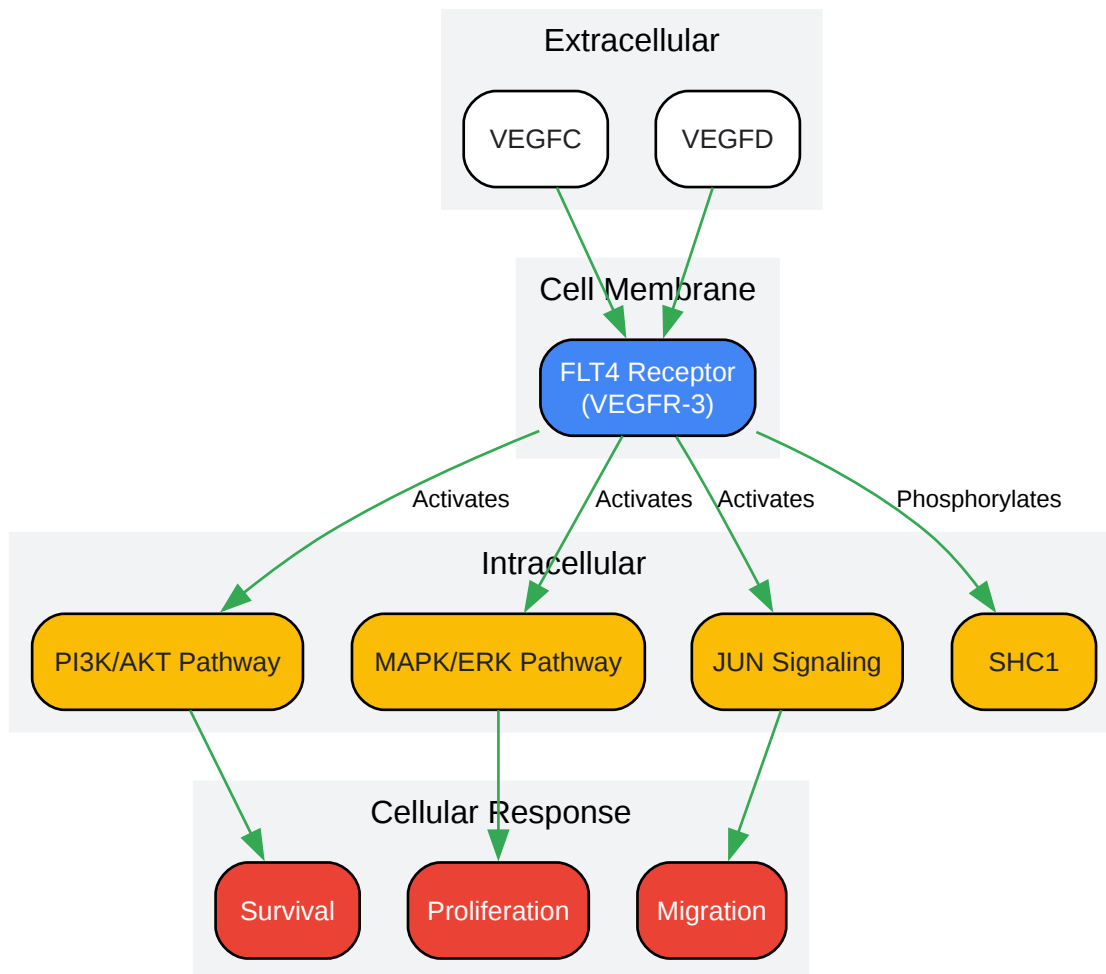 Extracellular
VEGFC
VEGFD
Cell Membrane
FLT4 Receptor
(VEGFR-3)
Activates
Activates
Activates
Phosphorylates
Intracellular
PI3K/AKT Pathway
MAPK/ERK Pathway
JUN Signaling
SHC1
Cellular Response
Survival
Proliferation
Migration